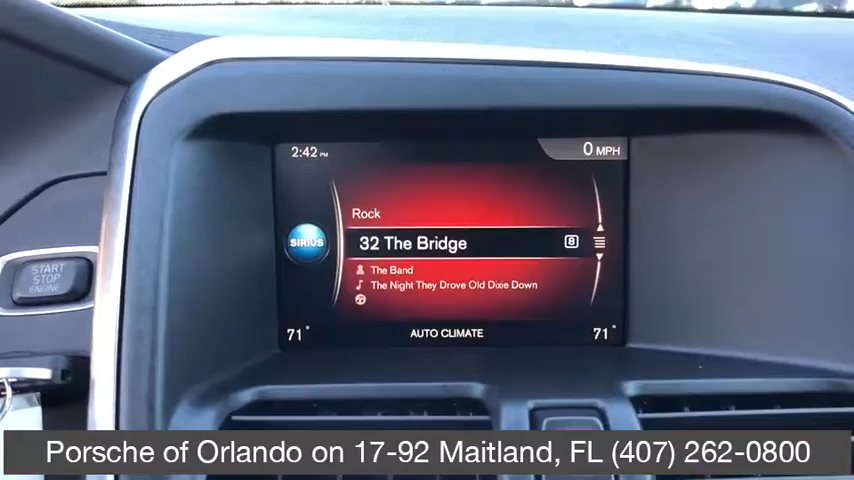 2:42 PM
0 MPH
Rock
SIRIUS
32 The Bridge 8
The Band
The Night They Drove Old Dixie Down
START
STOP
ENGINE
71° AUTO CLIMATE 71°
Porsche of Orlando on 17-92 Maitland, FL (407) 262-0800